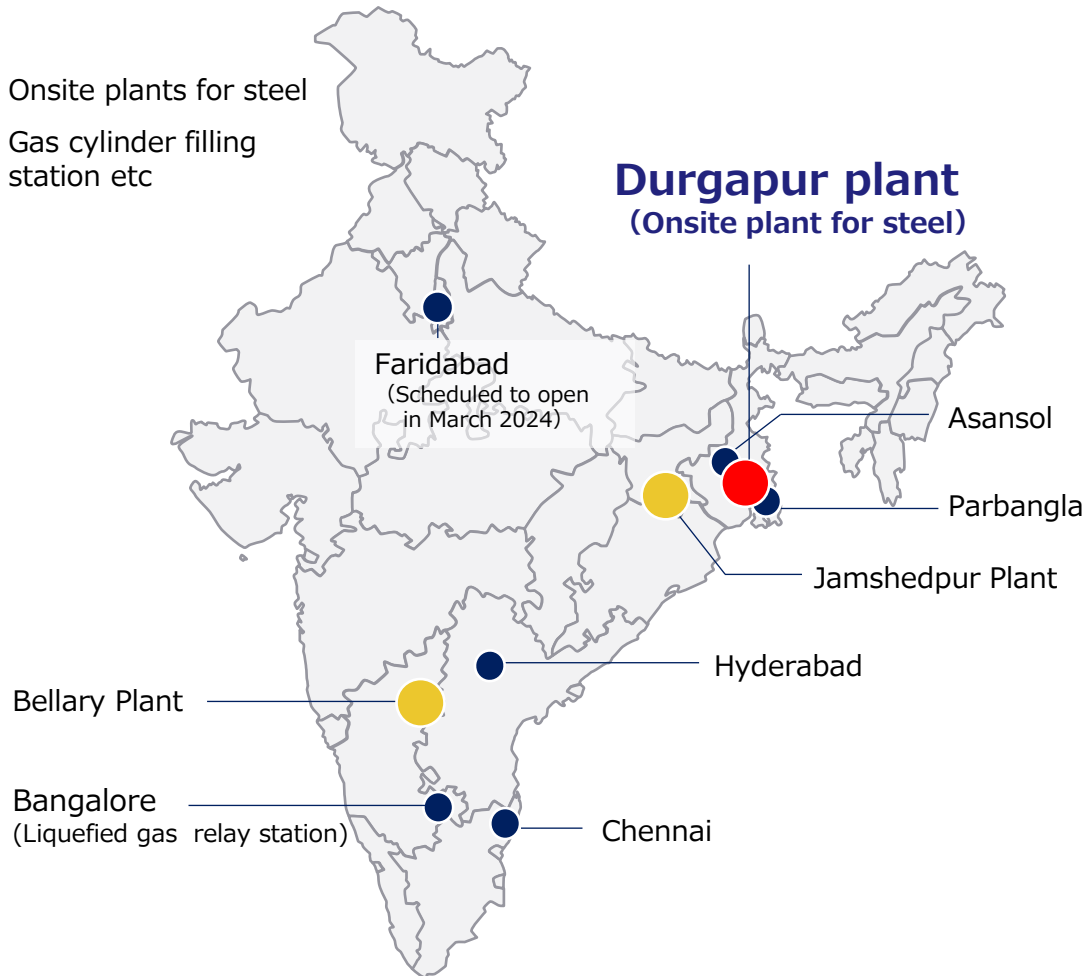 Onsite plants for steel
Gas cylinder filling
station etc
Durgapur plant
(Onsite plant for steel)
Faridabad
(Scheduled to open
in March 2024)
Asansol
Parbangla
Jamshedpur Plant
Hyderabad
Bellary Plant
Bangalore
(Liquefied gas relay station)
Chennai